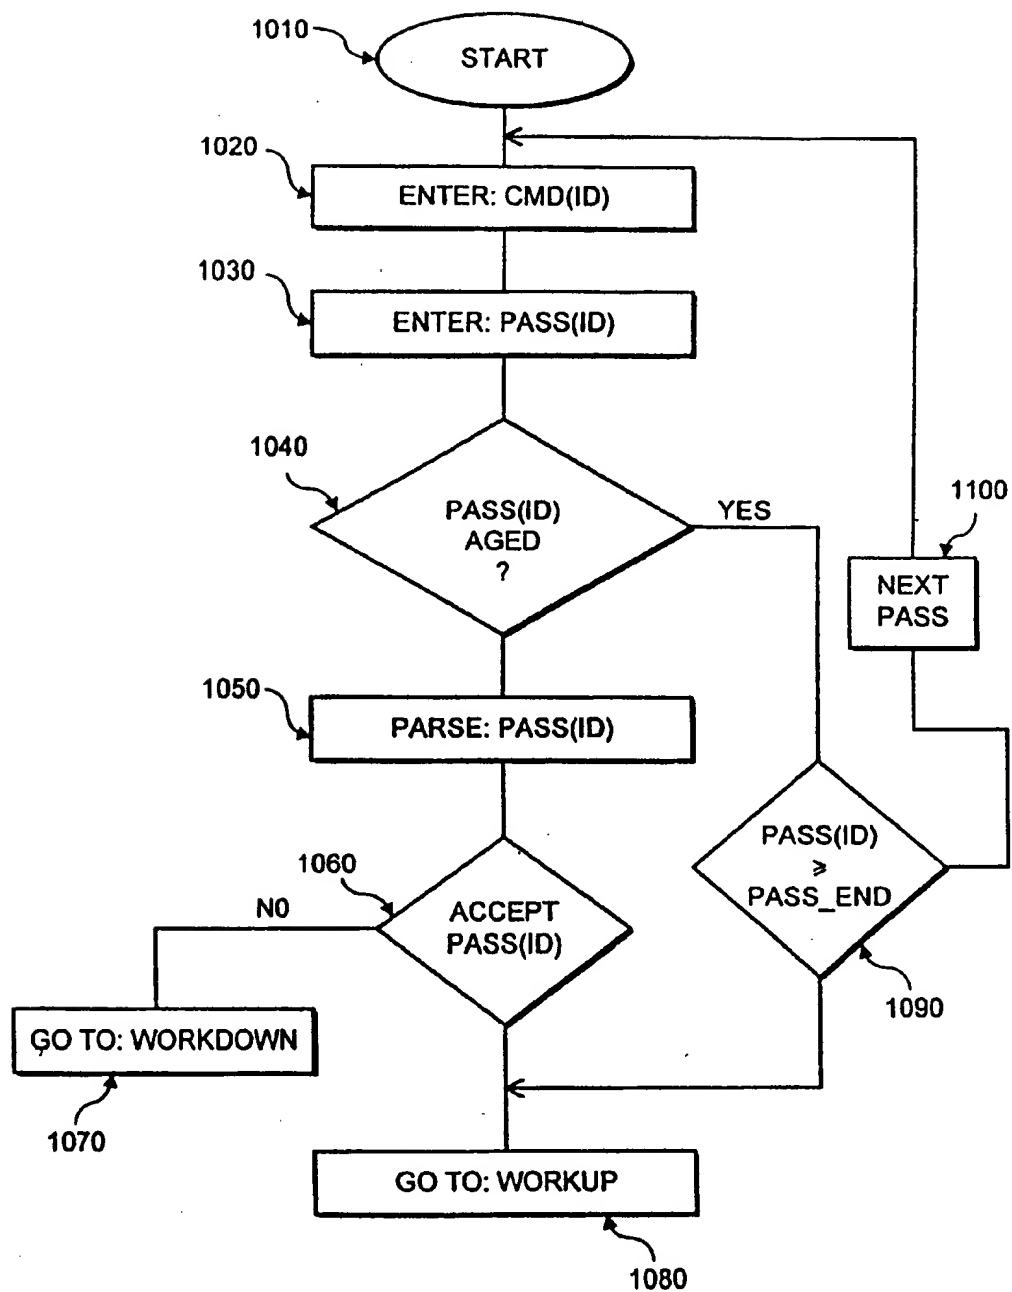 1010
START
1020
ENTER: CMD(ID)
1030
ENTER: PASS(ID)
1040
PASS(ID)
AGED
?
YES
1100
NEXT
PASS
1050
PARSE: PASS(ID)
PASS(ID)
⩾
PASS_END
1090
1060
ACCEPT
PASS(ID)
NO
GO TO: WORKDOWN
1070
GO TO: WORKUP
1080